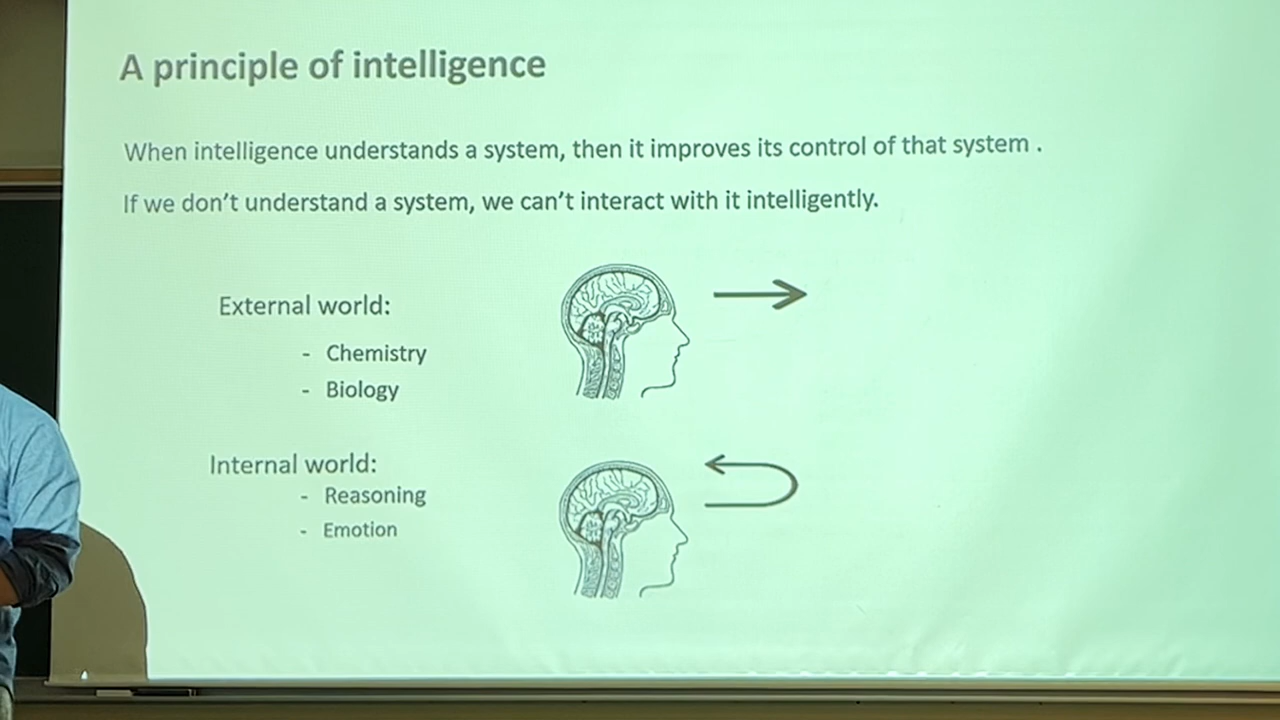 A principle of intelligence
When intelligence understands a system, then it improves its control of that system .
If we don't understand a system, we can't interact with it intelligently.
External world:
- Chemistry
- Biology
Internal world:
- Reasoning
- Emotion